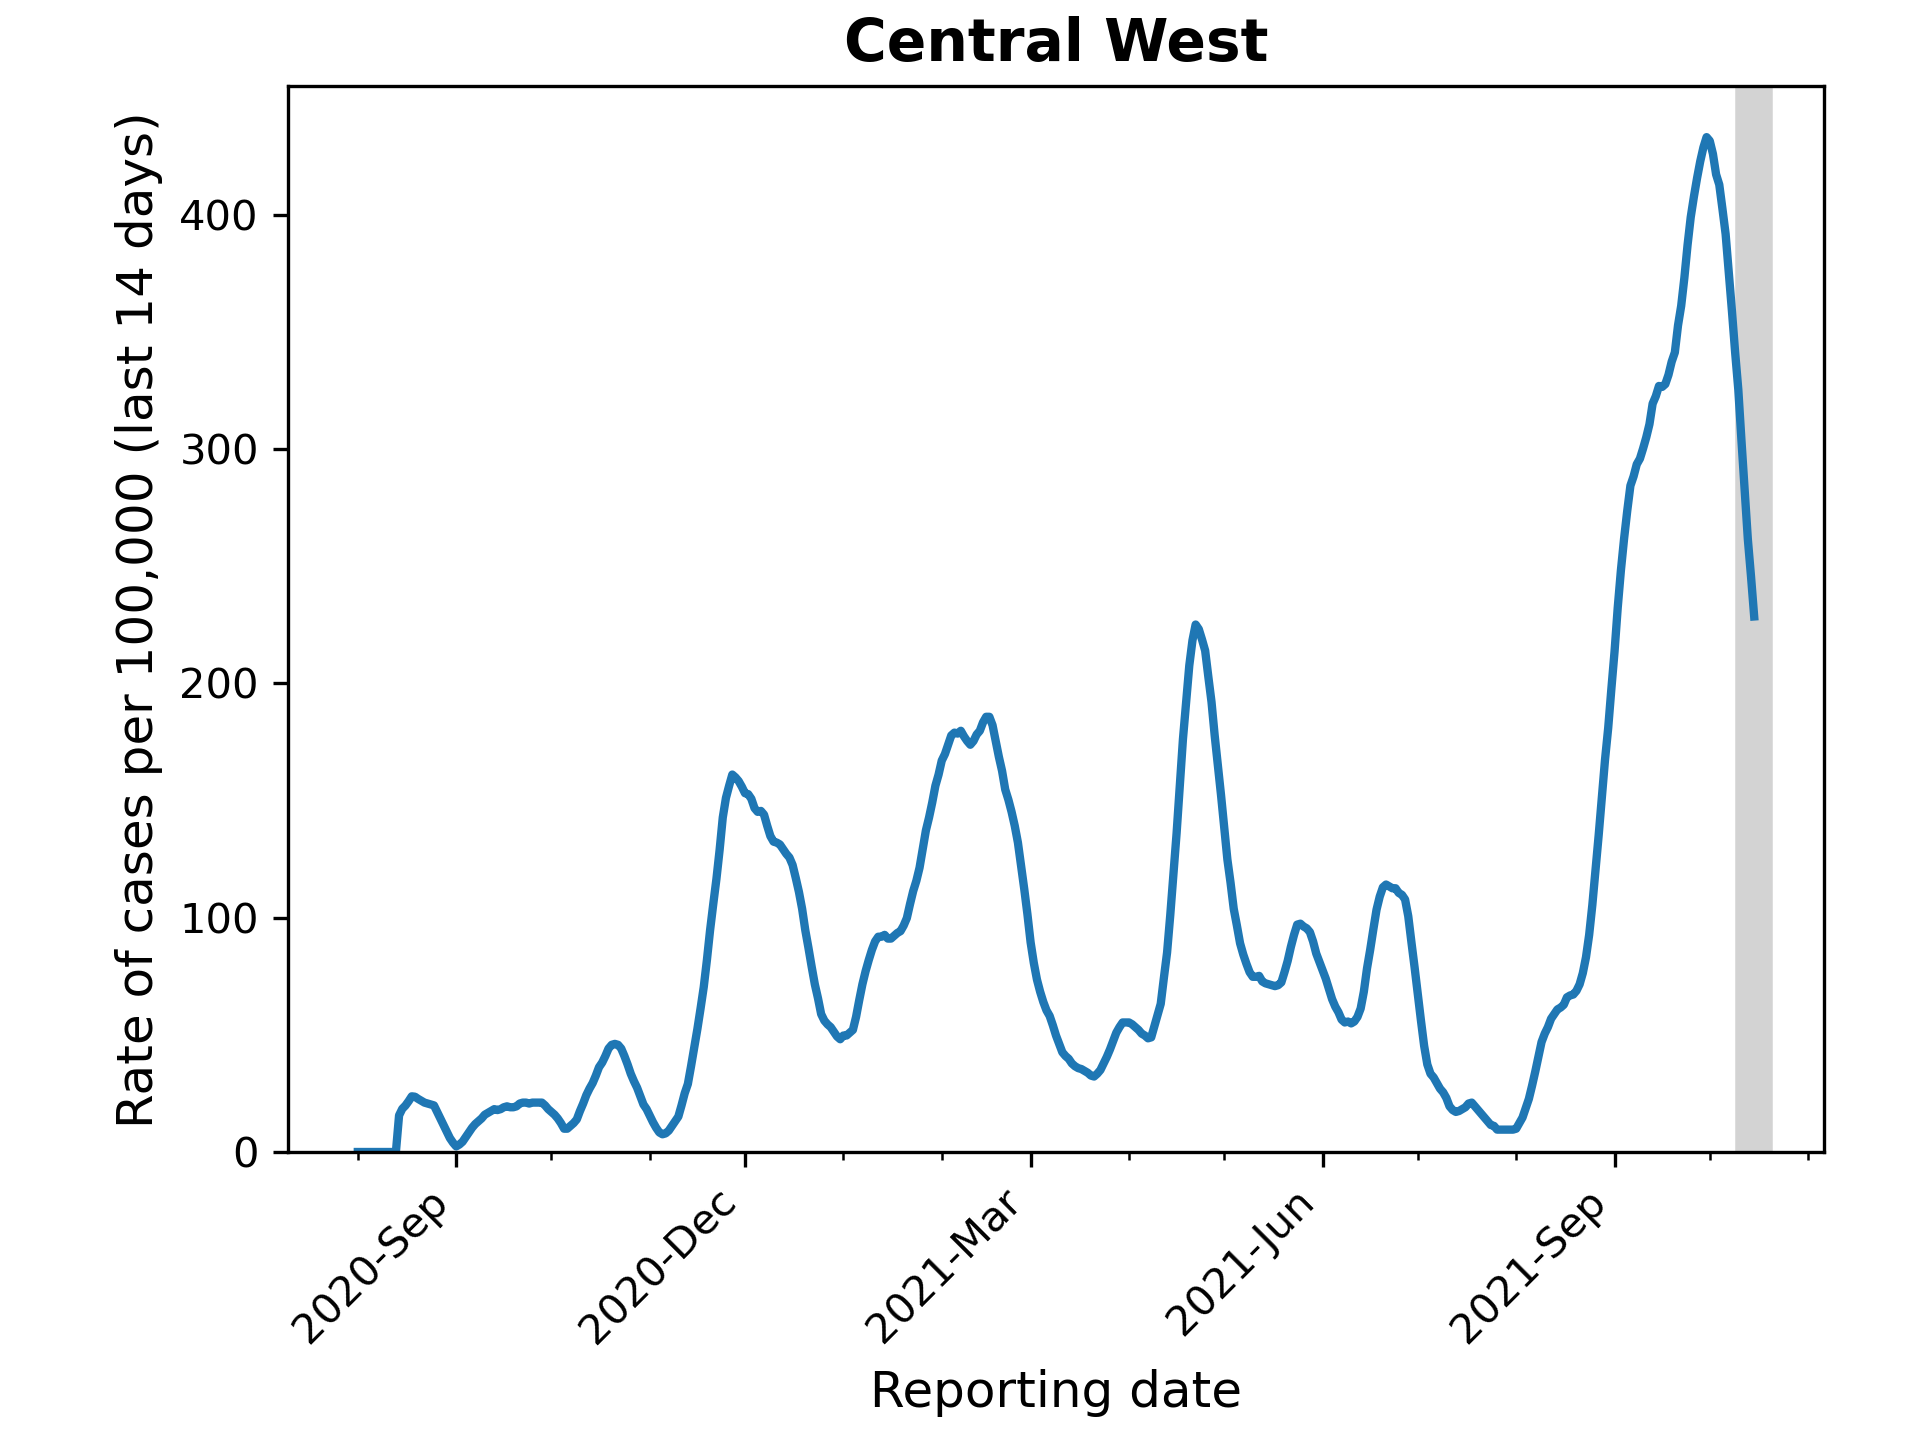 Central West
Rate of cases per 100,000 (last 14 days)
400
300
200
100
0
2020-Sep
2020-Dec
2021-Mar
2021-Jun
2021-Sep
Reporting date